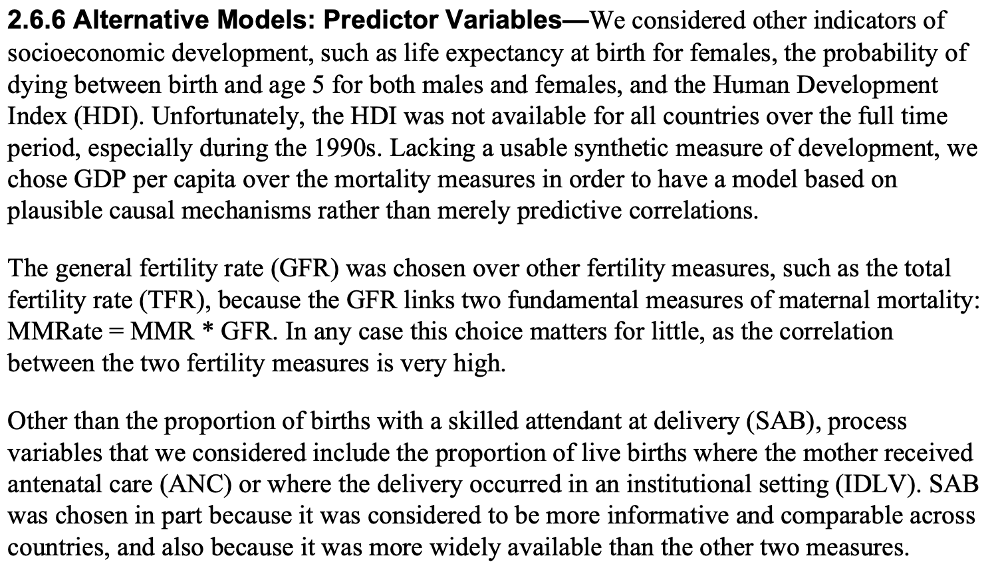 2.6.6 Alternative Models: Predictor Variables—We considered other indicators of
socioeconomic development, such as life expectancy at birth for females, the probability of
dying between birth and age 5 for both males and females, and the Human Development
Index (HDI). Unfortunately, the HDI was not available for all countries over the full time
period, especially during the 1990s. Lacking a usable synthetic measure of development, we
chose GDP per capita over the mortality measures in order to have a model based on
plausible causal mechanisms rather than merely predictive correlations.
The general fertility rate (GFR) was chosen over other fertility measures, such as the total
fertility rate (TFR), because the GFR links two fundamental measures of maternal mortality:
MMRate = MMR * GFR. In any case this choice matters for little, as the correlation
between the two fertility measures is very high.
Other than the proportion of births with a skilled attendant at delivery (SAB), process
variables that we considered include the proportion of live births where the mother received
antenatal care (ANC) or where the delivery occurred in an institutional setting (IDLV). SAB
was chosen in part because it was considered to be more informative and comparable across
countries, and also because it was more widely available than the other two measures.